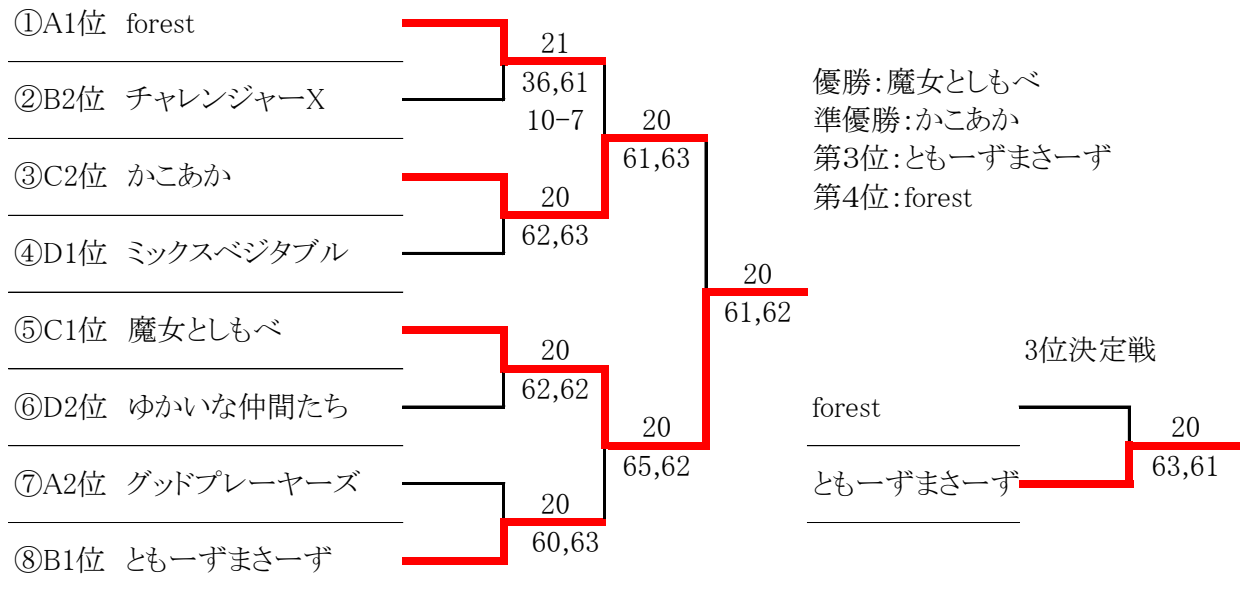 ①A1位 forest
②B2位 チャレンジャーX
③C2位 かこあか
④D1位 ミックスベジタブル
⑤C1位 魔女としもべ
⑥D2位 ゆかいな仲間たち
⑦A2位 グッドプレーヤーズ
⑧B1位 ともーずまさーず
21
36,61
10-7
20
62,63
20
62,62
20
60,63
20
61,63
20
65,62
20
61,62
優勝:魔女としもべ
準優勝:かこあか
第3位:ともーずまさーず
第4位:forest
3位決定戦
forest
ともーずまさーず
20
63,61